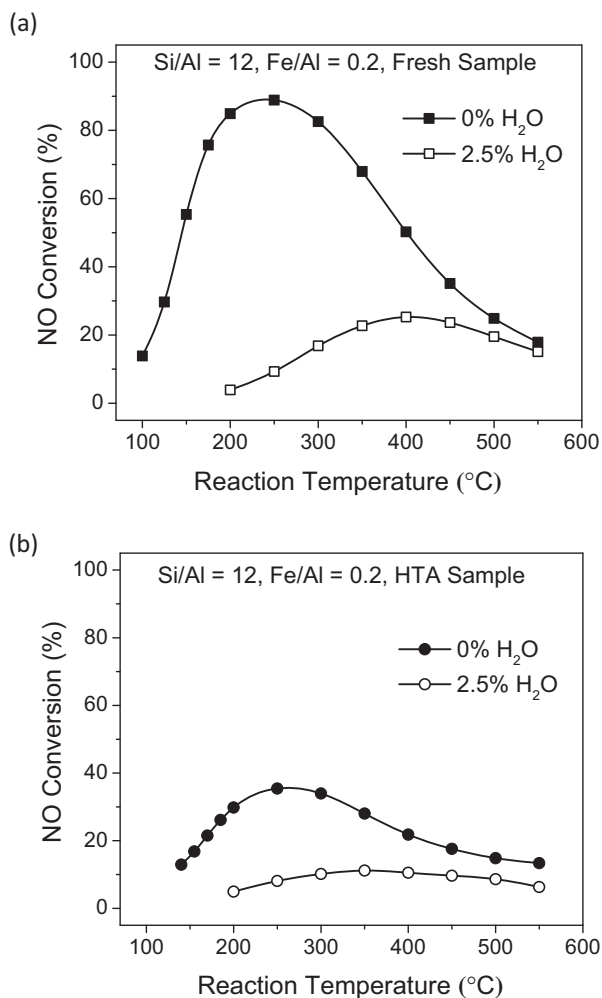 (a)
Si/Al = 12, Fe/Al = 0.2, Fresh Sample
0% H₂O
2.5% H₂O
NO Conversion (%)
100
80
60
40
20
0
100 200 300 400 500 600
Reaction Temperature (°C)
(b)
Si/Al = 12, Fe/Al = 0.2, HTA Sample
0% H₂O
2.5% H₂O
NO Conversion (%)
100
80
60
40
20
0
100 200 300 400 500 600
Reaction Temperature (°C)